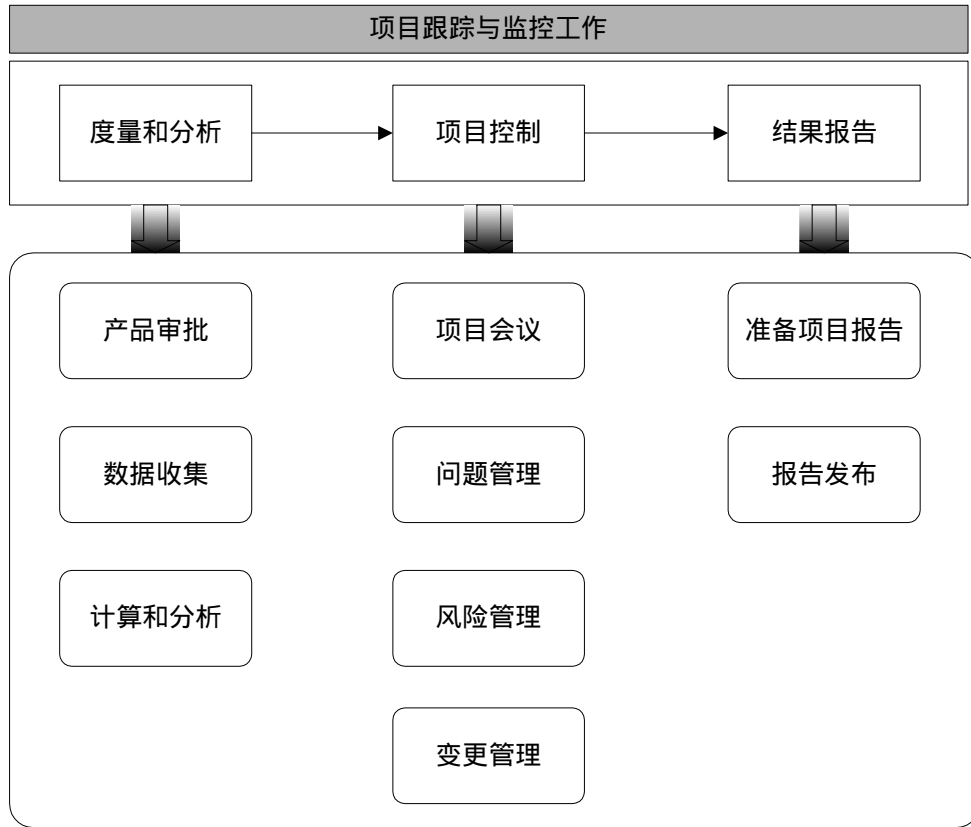 项目跟踪与监控工作
度量和分析
项目控制
结果报告
产品审批
项目会议
准备项目报告
数据收集
问题管理
报告发布
计算和分析
风险管理
变更管理